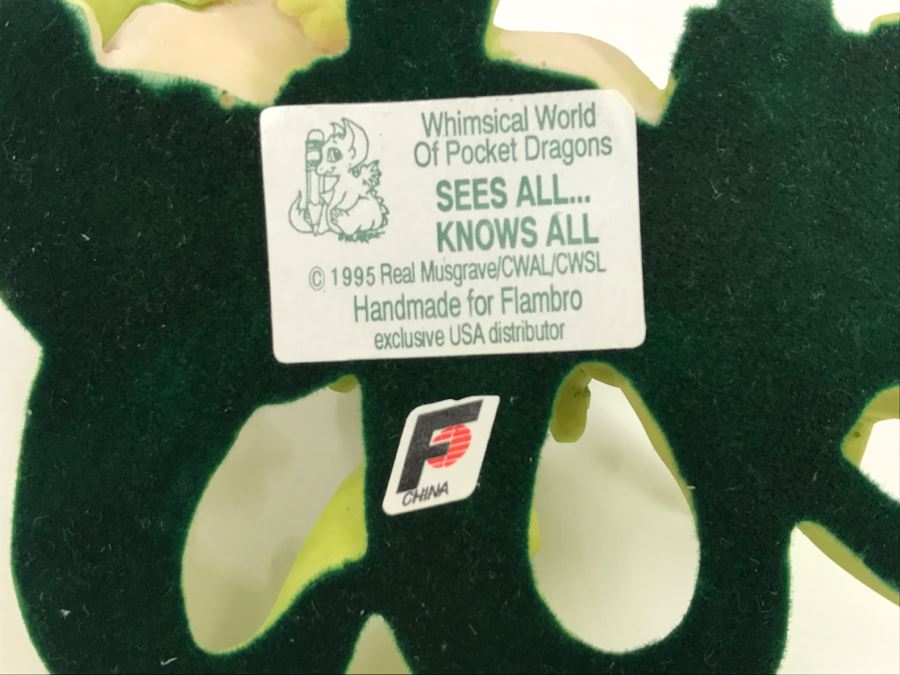 Whimsical World
Of Pocket Dragons
SEES ALL...
KNOWS ALL
© 1995 Real Musgrave/CWAL/CWSL
Handmade for Flambro
exclusive USA distributor
F
CHINA